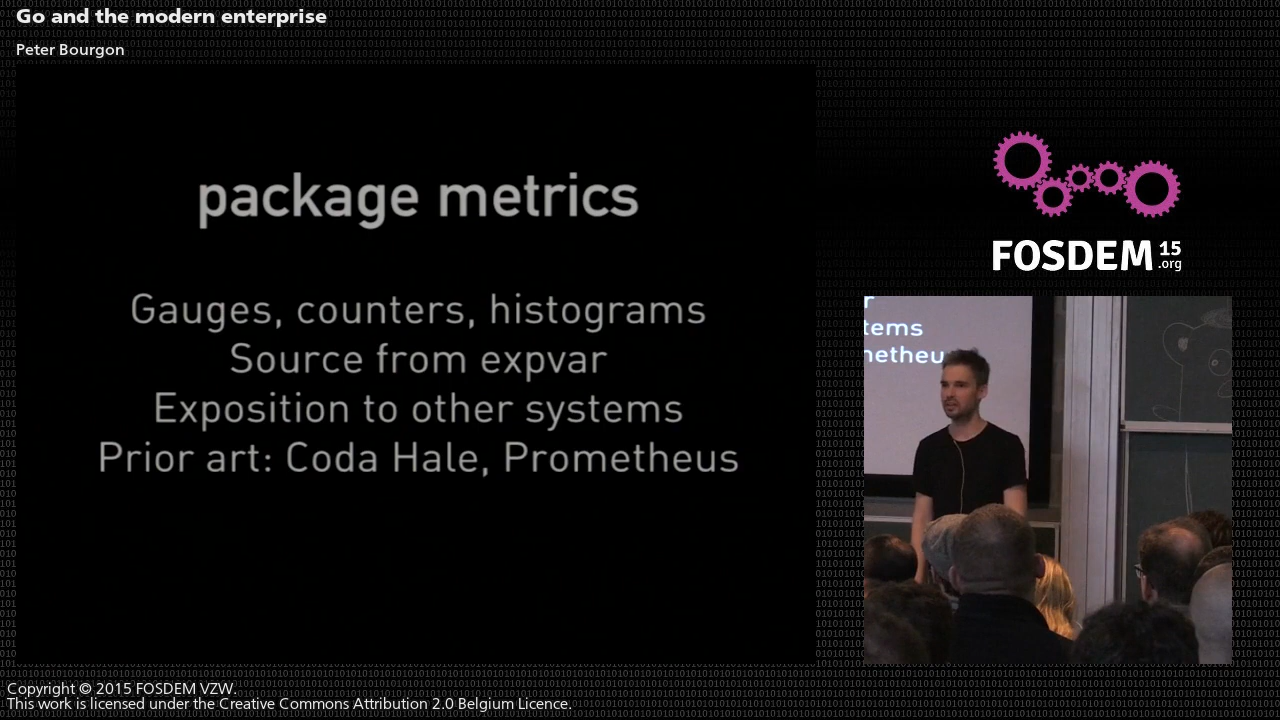 Go and the modern enterprise
Peter Bourgon
package metrics
Gauges, counters, histograms
Source from expvar
Exposition to other systems
Prior art: Coda Hale, Prometheus
FOSDEM 15
.org
Copyright © 2015 FOSDEM VZW.
This work is licensed under the Creative Commons Attribution 2.0 Belgium Licence.